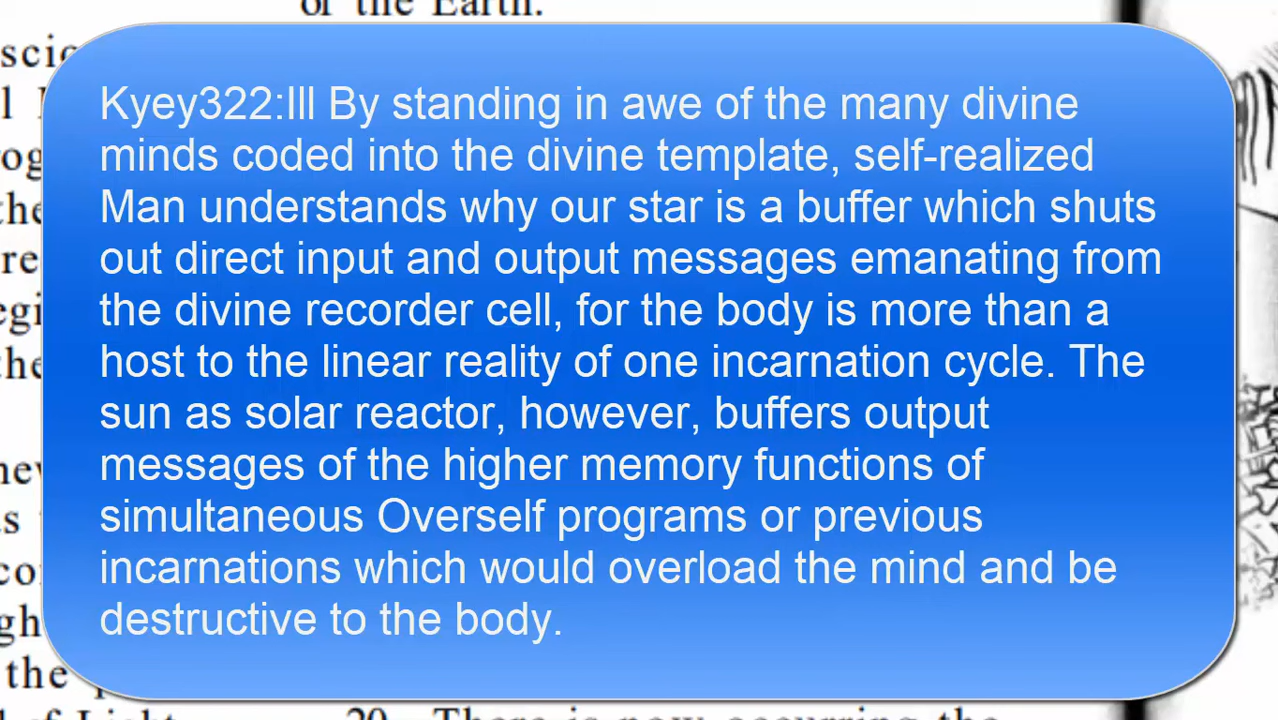 of the Earth.
Kyey322:Ill By standing in awe of the many divine
minds coded into the divine template, self-realized
Man understands why our star is a buffer which shuts
out direct input and output messages emanating from
the divine recorder cell, for the body is more than a
host to the linear reality of one incarnation cycle. The
sun as solar reactor, however, buffers output
messages of the higher memory functions of
simultaneous Overself programs or previous
incarnations which would overload the mind and be
destructive to the body.
the
20 There is now occurring the